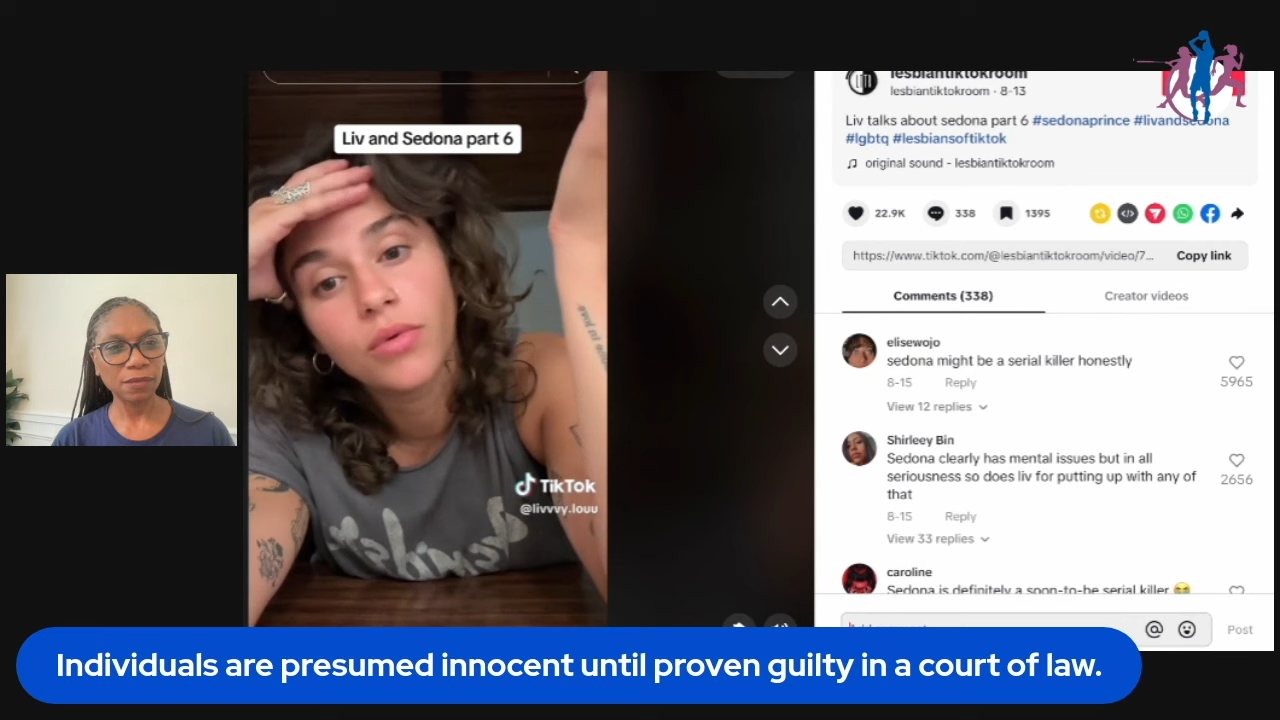 Liv and Sedona part 6
TikTok
@livvvy.louu
lesbiantiktokroom
lesbiantiktokroom · 8-13
Liv talks about sedona part 6 #sedonaprince #livandsedona
#lgbtq #lesbiansoftiktok
original sound - lesbiantiktokroom
22.9K
338
1395
https://www.tiktok.com/@lesbiantiktokroom/video/7...
Copy link
Comments (338)
Creator videos
elisewojo
sedona might be a serial killer honestly
8-15 Reply
5965
View 12 replies
Shirleey Bin
Sedona clearly has mental issues but in all
seriousness so does liv for putting up with any of
that
2656
8-15 Reply
View 33 replies
caroline
Sedona is definitely a soon-to-be serial killer 😭
Post
Individuals are presumed innocent until proven guilty in a court of law.